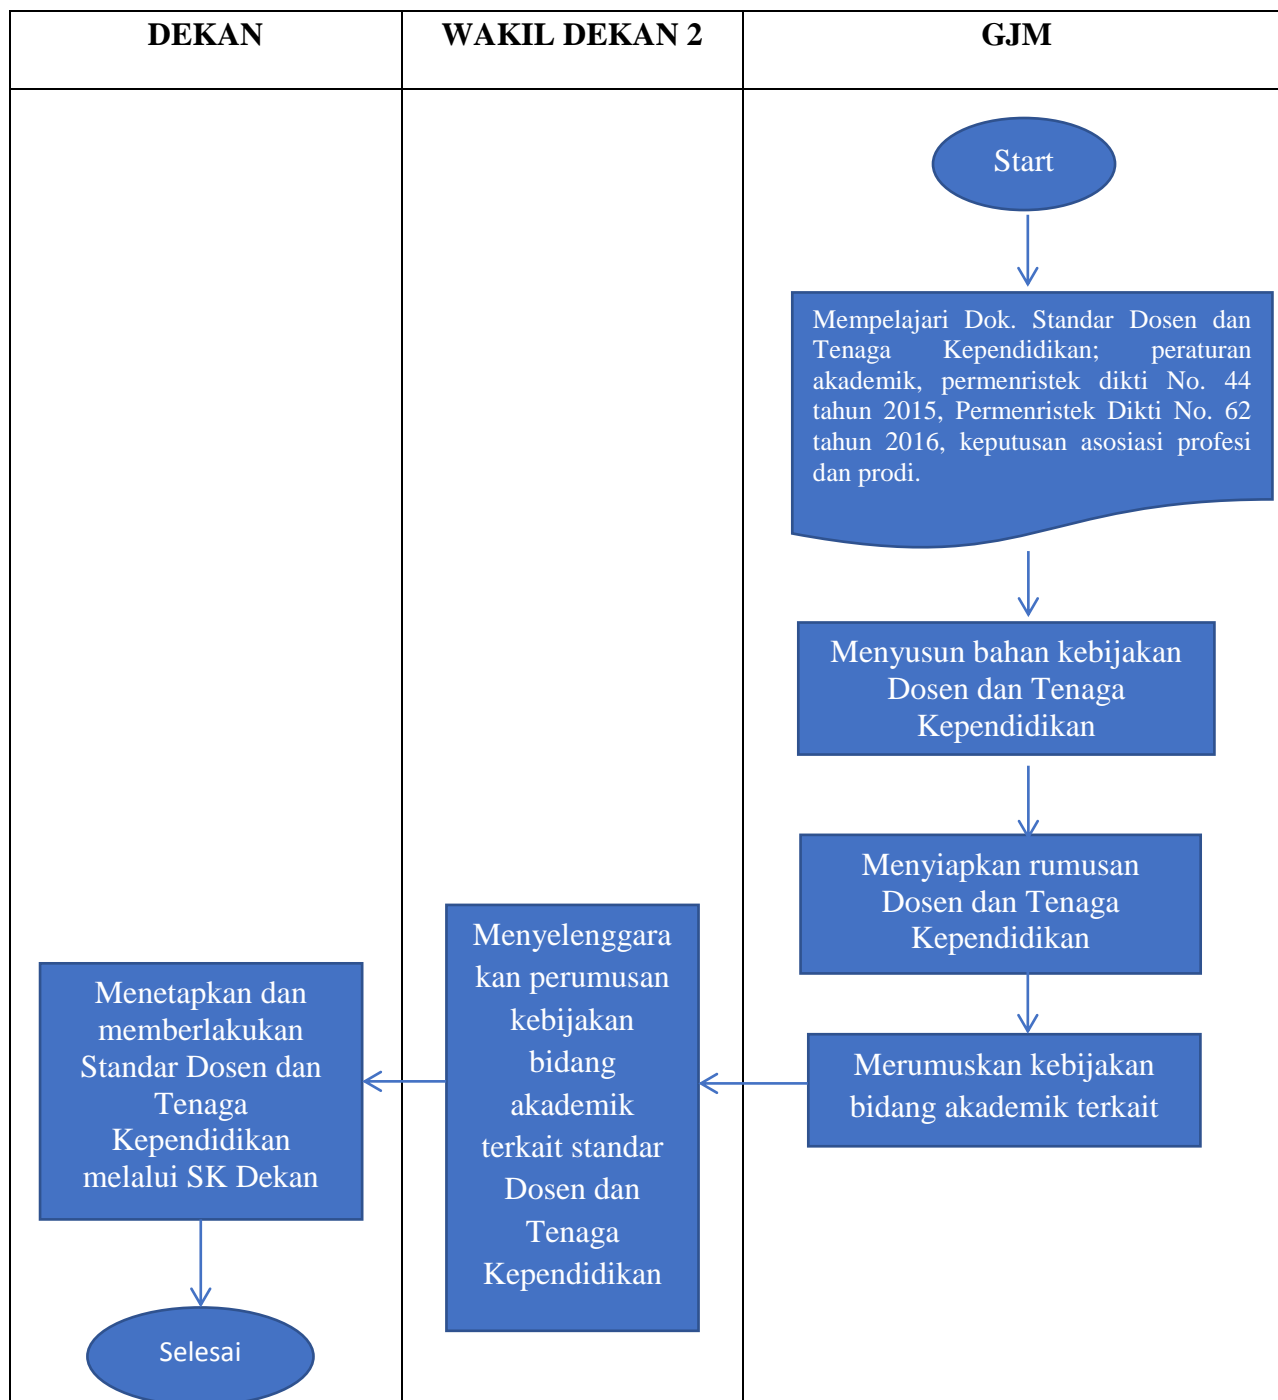 DEKAN
WAKIL DEKAN 2
GJM
Start
Mempelajari Dok. Standar Dosen dan
Tenaga Kependidikan; peraturan
akademik, permenristek dikti No. 44
tahun 2015, Permenristek Dikti No. 62
tahun 2016, keputusan asosiasi profesi
dan prodi.
Menyusun bahan kebijakan
Dosen dan Tenaga
Kependidikan
Menyiapkan rumusan
Dosen dan Tenaga
Kependidikan
Merumuskan kebijakan
bidang akademik terkait
Menyelenggara
kan perumusan
kebijakan
bidang
akademik
terkait standar
Dosen dan
Tenaga
Kependidikan
Menetapkan dan
memberlakukan
Standar Dosen dan
Tenaga
Kependidikan
melalui SK Dekan
Selesai